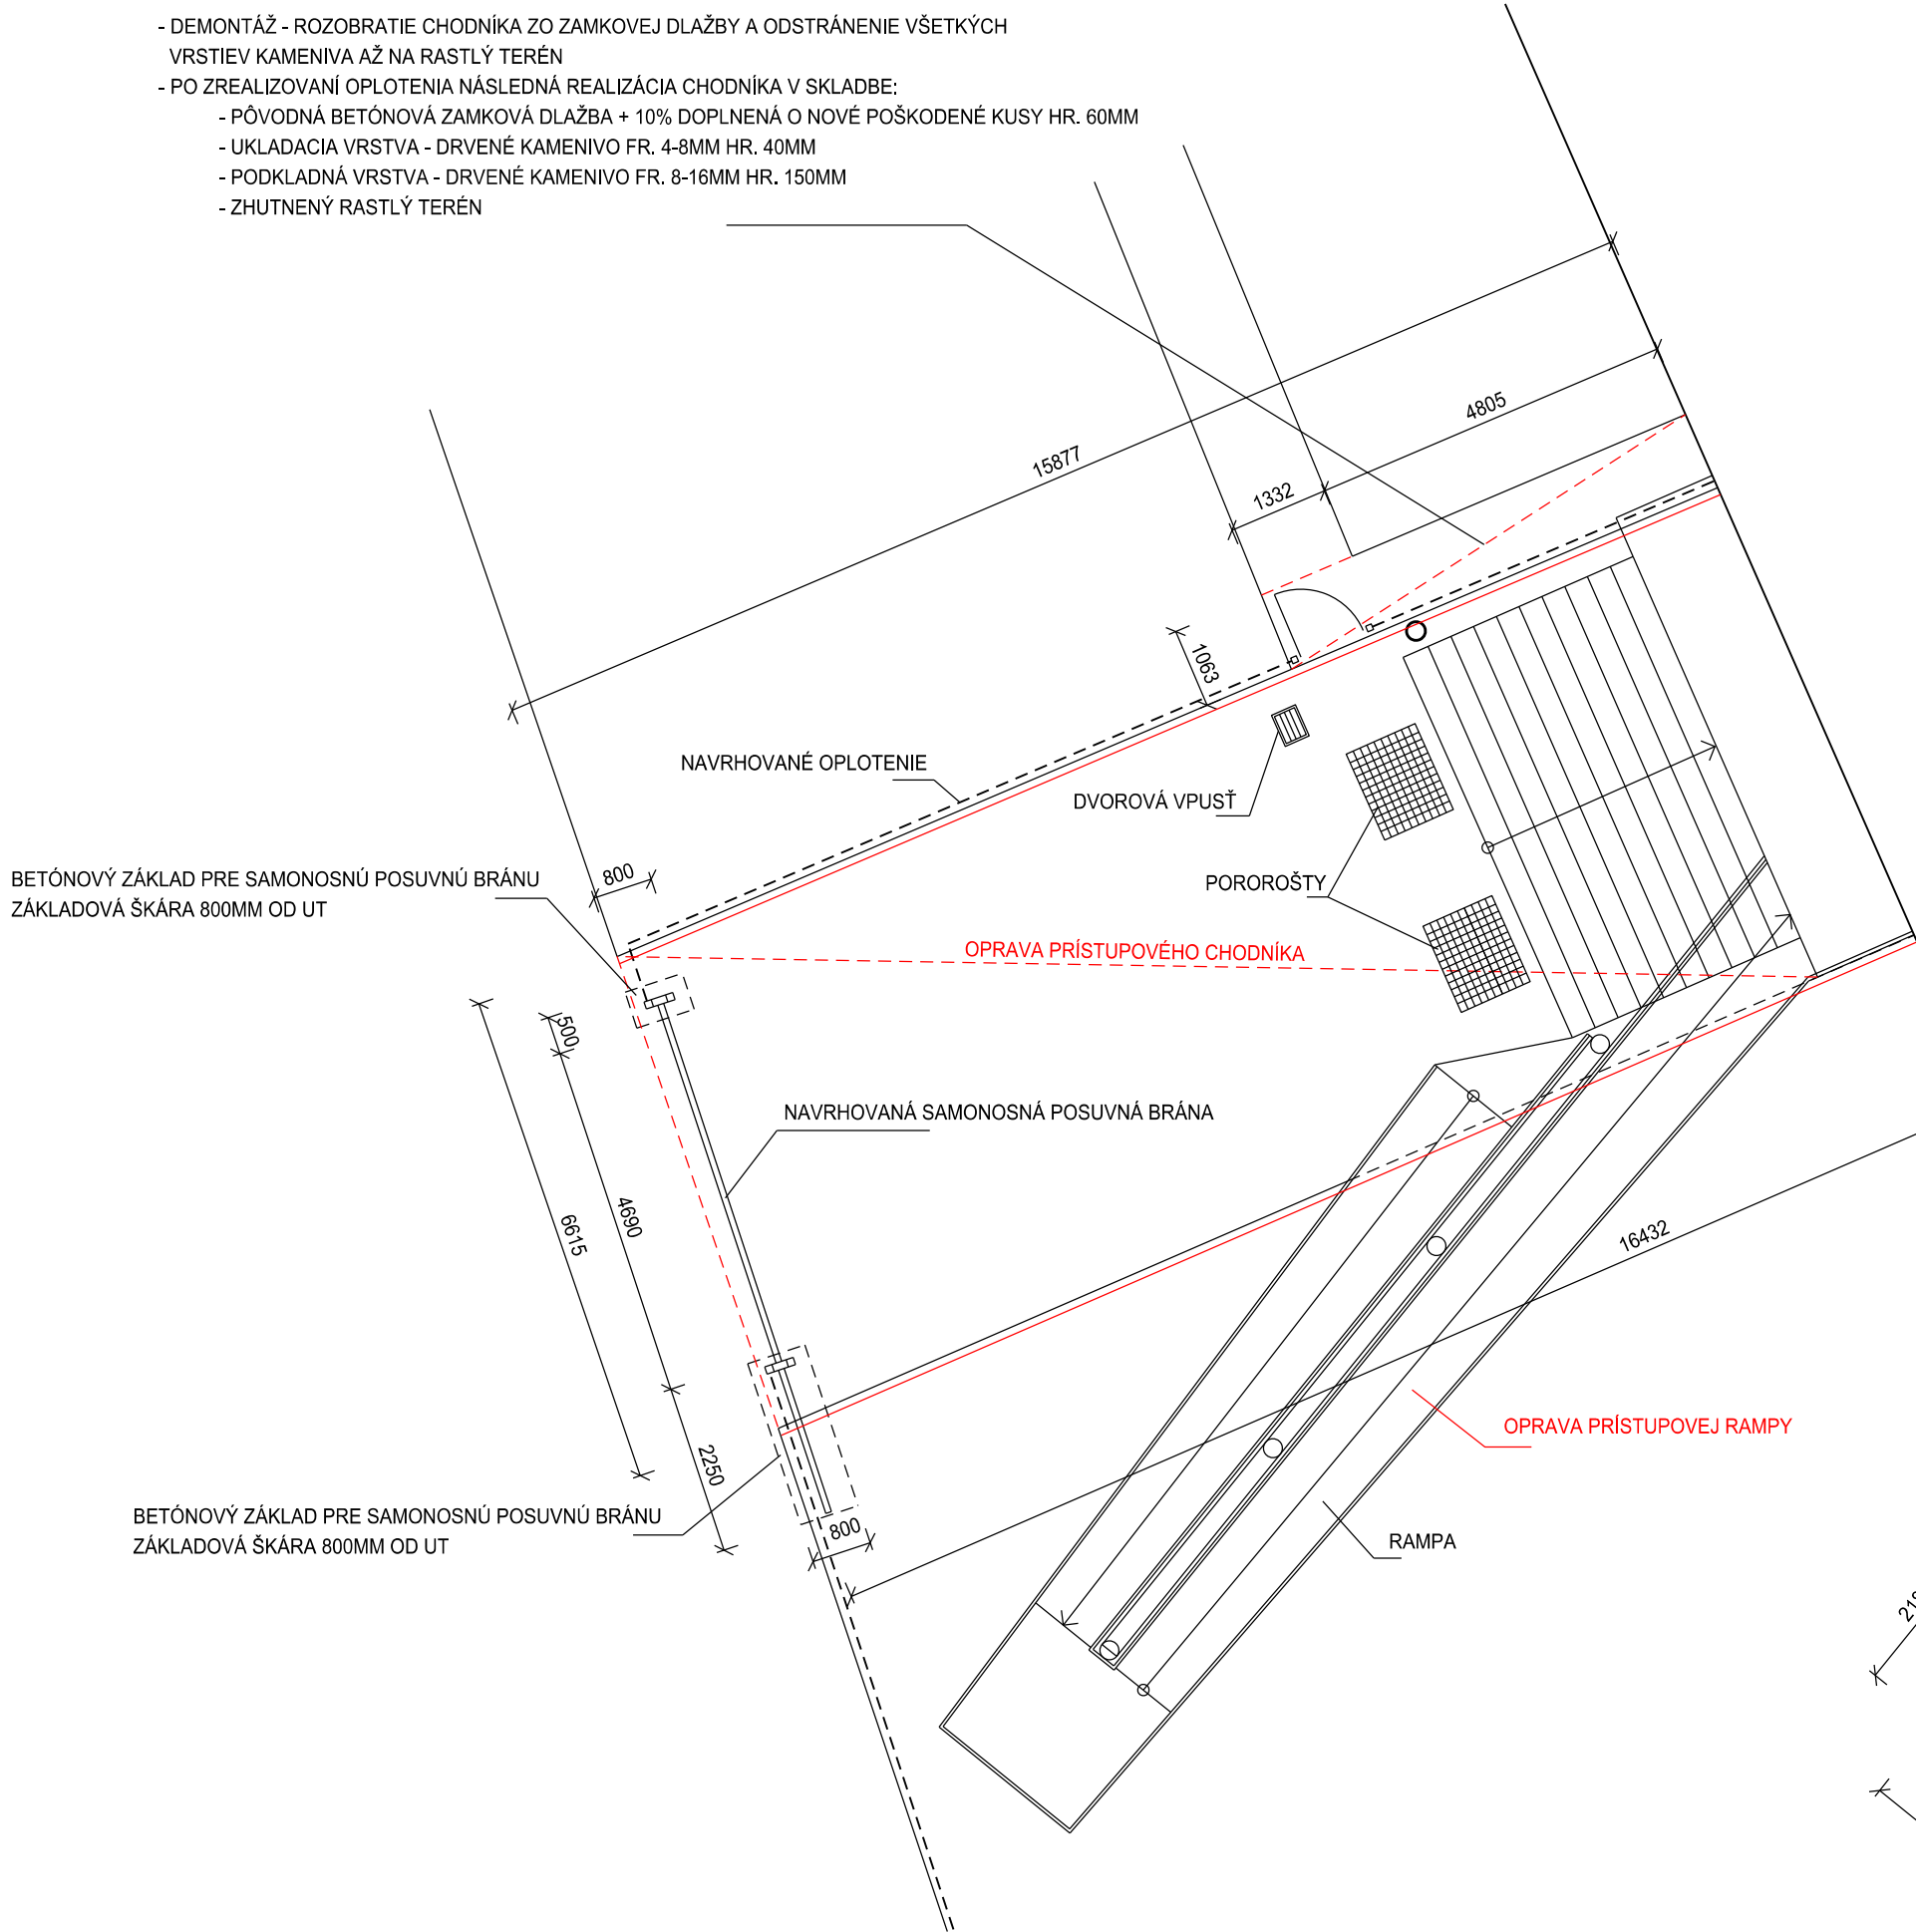 - DEMONTÁŽ - ROZOBRATIE CHODNÍKA ZO ZAMKOVEJ DLAŽBY A ODSTRÁNENIE VŠETKÝCH
VRSTIEV KAMENIVA AŽ NA RASTLÝ TERÉN
- PO ZREALIZOVANÍ OPLOTENIA NÁSLEDNÁ REALIZÁCIA CHODNÍKA V SKLADBE:
- PÔVODNÁ BETÓNOVÁ ZAMKOVÁ DLAŽBA + 10% DOPLNENÁ O NOVÉ POŠKODENÉ KUSY HR. 60MM
- UKLADACIA VRSTVA - DRVENÉ KAMENIVO FR. 4-8MM HR. 40MM
- PODKLADNÁ VRSTVA - DRVENÉ KAMENIVO FR. 8-16MM HR. 150MM
- ZHUTNENÝ RASTLÝ TERÉN
4805
15877
1332
1063
NAVRHOVANÉ OPLOTENIE
DVOROVÁ VPUSŤ
800
BETÓNOVÝ ZÁKLAD PRE SAMONOSNÚ POSUVNÚ BRÁNU
ZÁKLADOVÁ ŠKÁRA 800MM OD UT
POROROŠTY
OPRAVA PRÍSTUPOVÉHO CHODNÍKA
500
NAVRHOVANÁ SAMONOSNÁ POSUVNÁ BRÁNA
4690
6615
16432
OPRAVA PRÍSTUPOVEJ RAMPY
2250
BETÓNOVÝ ZÁKLAD PRE SAMONOSNÚ POSUVNÚ BRÁNU
ZÁKLADOVÁ ŠKÁRA 800MM OD UT
800
RAMPA